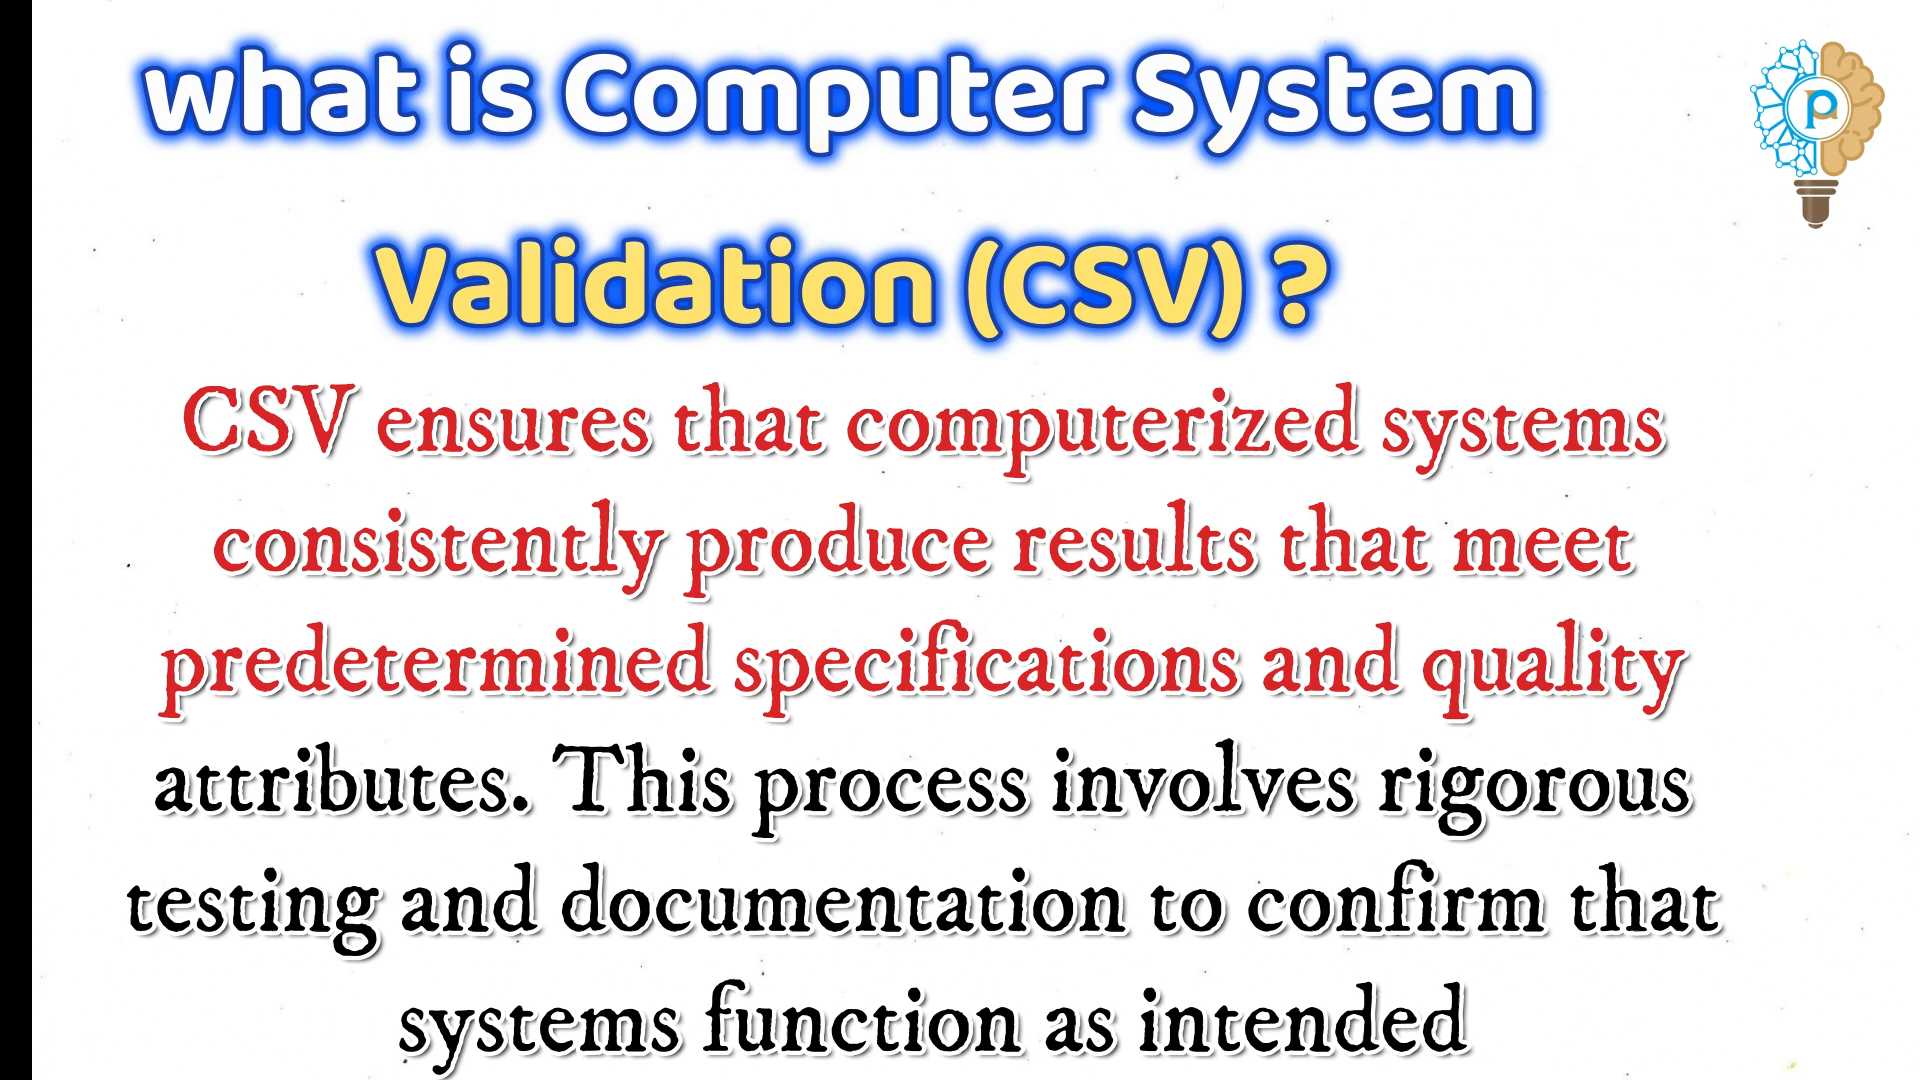 what is Computer System
Validation (CSV) ?
CSV ensures that computerized systems
consistently produce results that meet
predetermined specifications and quality
attributes. This process involves rigorous
testing and documentation to confirm that
systems function as intended